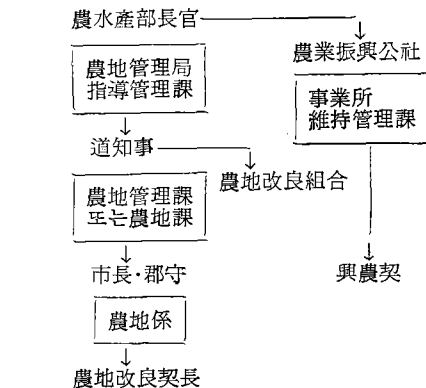 農水產部長官
農業振興公社
農地管理局
指導管理課
事業所
維持管理課
道知事
農地改良組合
農地管理課
또는農地課
市長·郡守
興農契
農地係
農地改良契長